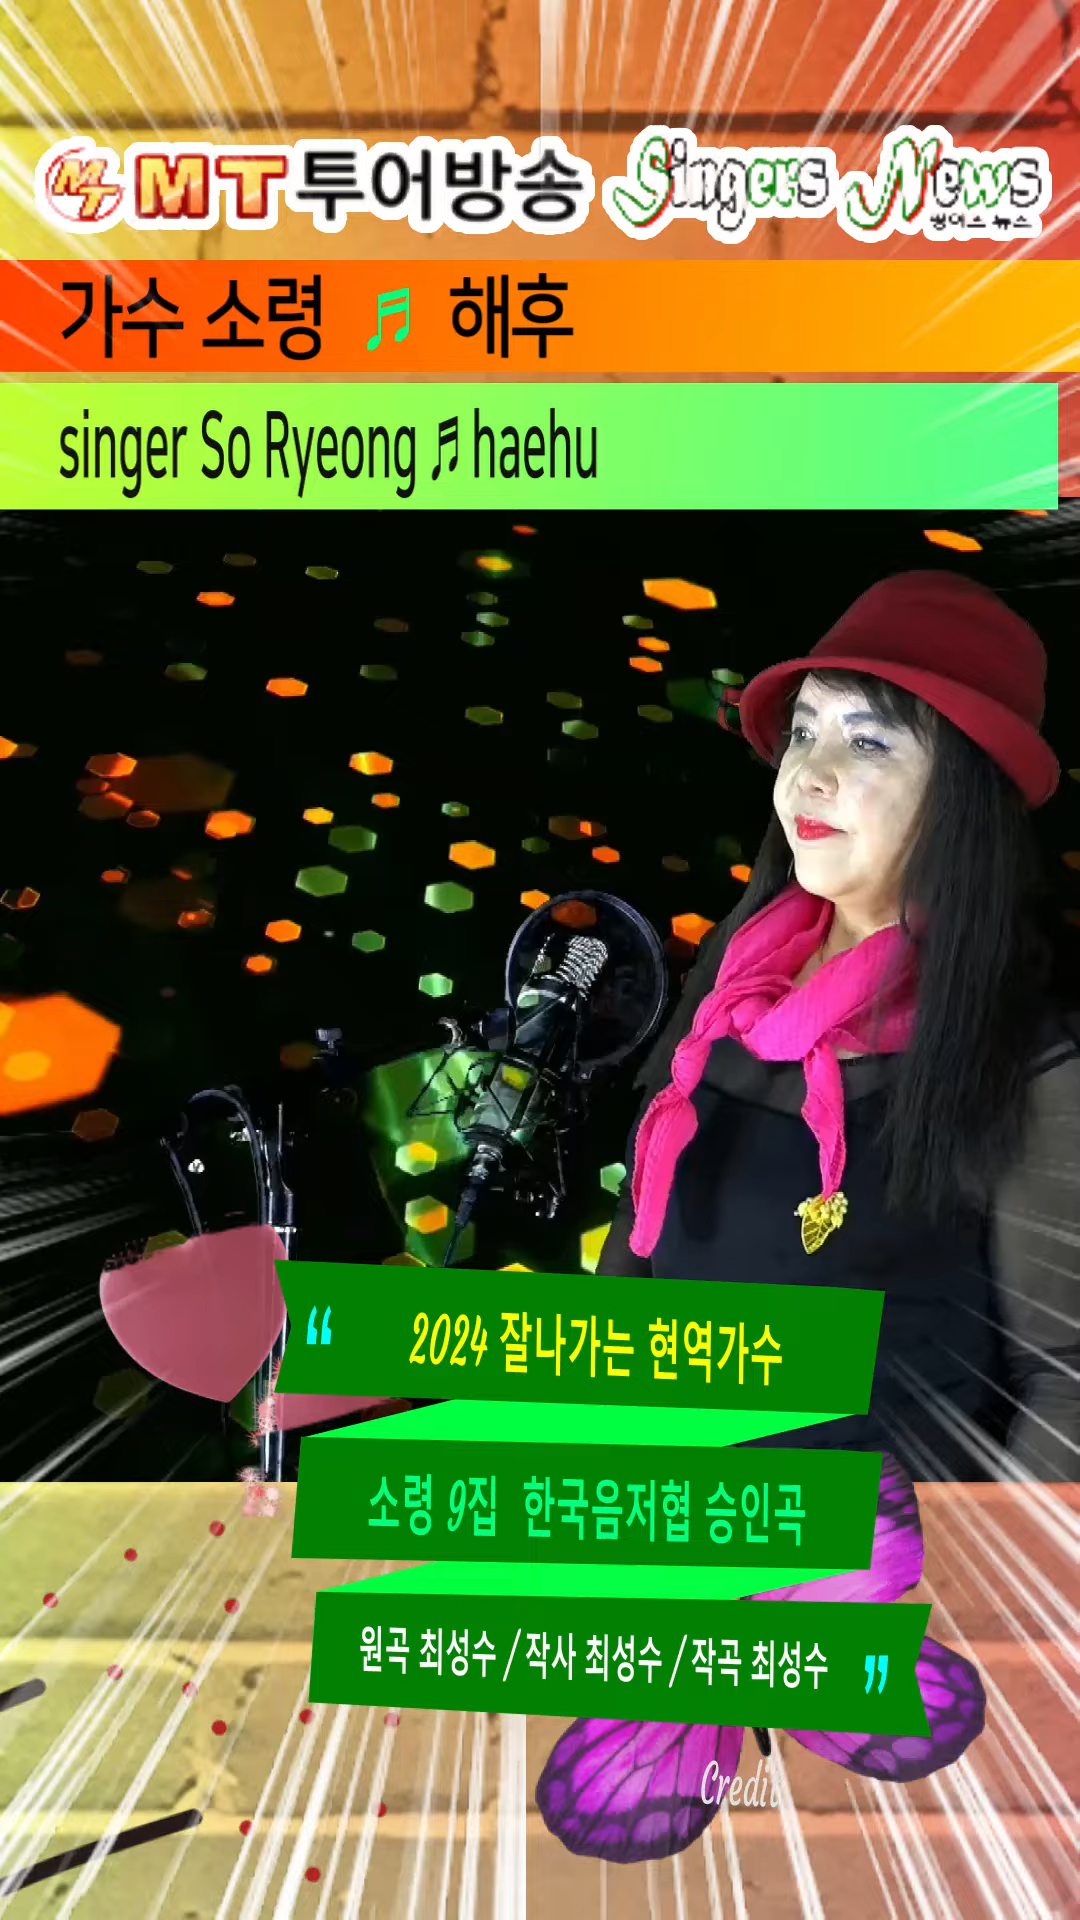 MT MT투어방송 Singers News
씽어즈 뉴스
가수 소령 ♬ 해후
singer So Ryeong ♬ haehu
“ 2024 잘나가는 현역가수
소령 9집 한국음저협 승인곡
원곡 최성수 / 작사 최성수 / 작곡 최성수 ”
Credit